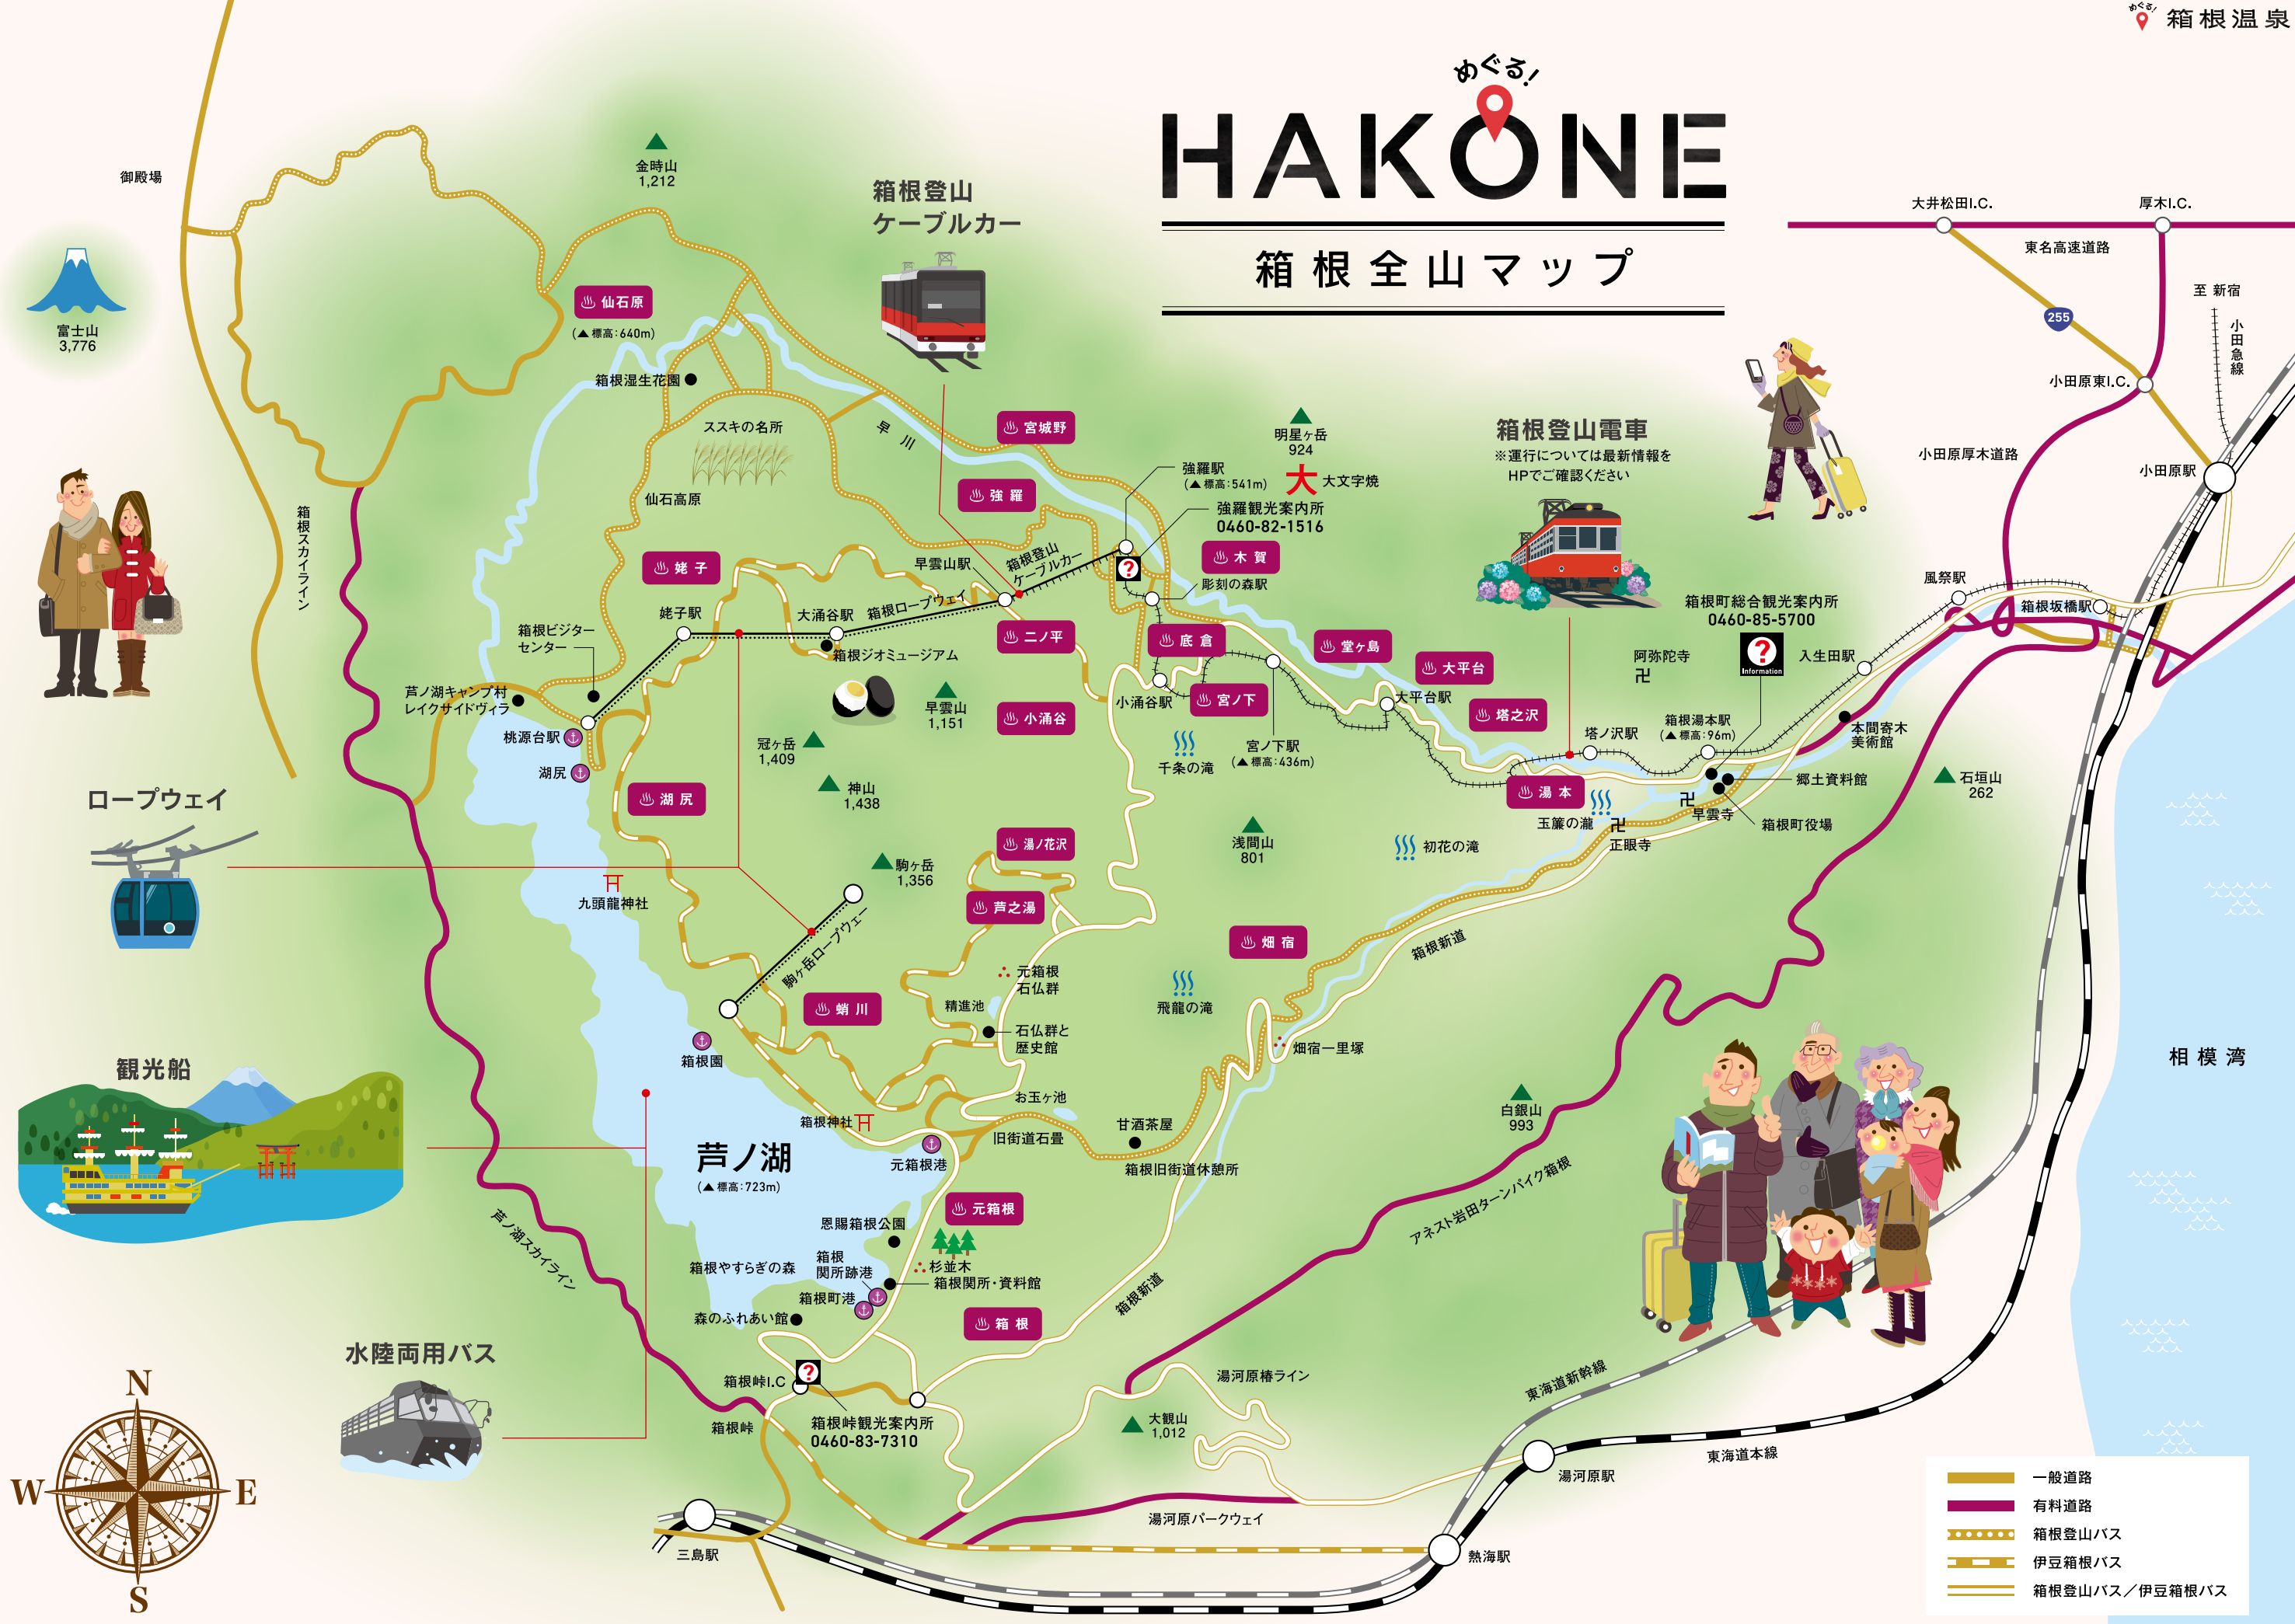 めぐる!
箱根温泉
めぐる!
HAKONE
箱根全山マップ
御殿場
金時山
1,212
箱根登山
ケーブルカー
大井松田I.C.
厚木I.C.
東名高速道路
至 新宿
小田急線
255
小田原東I.C.
小田原厚木道路
小田原駅
富士山
3,776
仙石原
(▲標高:640m)
箱根湿生花園
ススキの名所
早川
宮城野
明星ヶ岳
924
大
大文字焼
箱根登山電車
※運行については最新情報を
HPでご確認ください
仙石高原
強羅
強羅駅
(▲標高:541m)
強羅観光案内所
0460-82-1516
箱根スカイライン
姥子
早雲山駅
箱根登山
ケーブルカー
木賀
彫刻の森駅
風祭駅
箱根町総合観光案内所
0460-85-5700
?
Information
箱根板橋駅
姥子駅
大涌谷駅
箱根ロープウェイ
箱根ビジター
センター
箱根ジオミュージアム
二ノ平
底倉
堂ヶ島
大平台
阿弥陀寺
卍
入生田駅
芦ノ湖キャンプ村
レイクサイドヴィラ
早雲山
1,151
小涌谷駅
宮ノ下
大平台駅
小涌谷
塔之沢
桃源台駅
冠ヶ岳
1,409
宮ノ下駅
(▲標高:436m)
千条の滝
塔ノ沢駅
箱根湯本駅
(▲標高:96m)
本間寄木
美術館
湖尻
神山
1,438
湖尻
湯本
郷土資料館
石垣山
262
ロープウェイ
玉簾の瀧
卍
正眼寺
卍
早雲寺
箱根町役場
浅間山
801
初花の滝
湯ノ花沢
駒ヶ岳
1,356
九頭龍神社
芦之湯
駒ヶ岳ロープウェー
畑宿
箱根新道
元箱根
石仏群
飛龍の滝
精進池
蛸川
石仏群と
歴史館
畑宿一里塚
相模湾
箱根園
観光船
お玉ヶ池
白銀山
993
箱根神社
旧街道石畳
甘酒茶屋
箱根旧街道休憩所
元箱根港
芦ノ湖
(▲標高:723m)
アネスト岩田ターンパイク箱根
芦ノ湖スカイライン
元箱根
恩賜箱根公園
箱根やすらぎの森
箱根
関所跡港
杉並木
箱根関所・資料館
箱根町港
森のふれあい館
箱根
箱根新道
水陸両用バス
?
箱根峠I.C
箱根峠
箱根峠観光案内所
0460-83-7310
湯河原椿ライン
大観山
1,012
東海道新幹線
東海道本線
湯河原駅
湯河原パークウェイ
三島駅
熱海駅
N
W
E
S
一般道路
有料道路
箱根登山バス
伊豆箱根バス
箱根登山バス/伊豆箱根バス